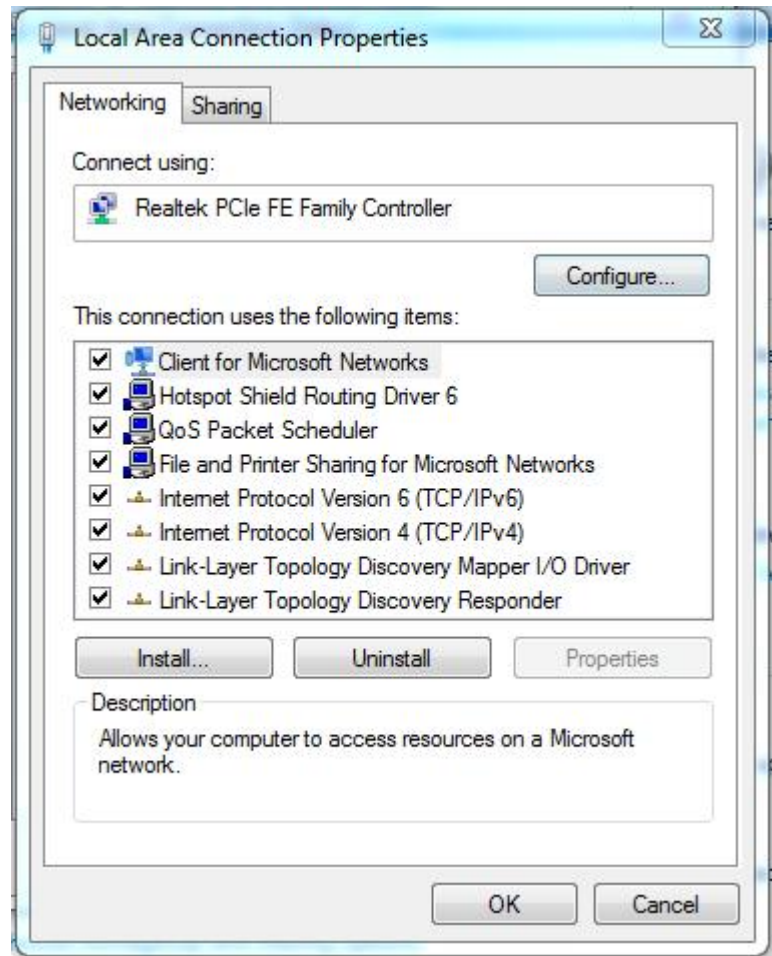 Local Area Connection Properties
Networking
Sharing
Connect using:
Realtek PCIe FE Family Controller
Configure...
This connection uses the following items:
Client for Microsoft Networks
Hotspot Shield Routing Driver 6
QoS Packet Scheduler
File and Printer Sharing for Microsoft Networks
Internet Protocol Version 6 (TCP/IPv6)
Internet Protocol Version 4 (TCP/IPv4)
Link-Layer Topology Discovery Mapper I/O Driver
Link-Layer Topology Discovery Responder
Install...
Uninstall
Properties
Description
Allows your computer to access resources on a Microsoft
network.
OK
Cancel